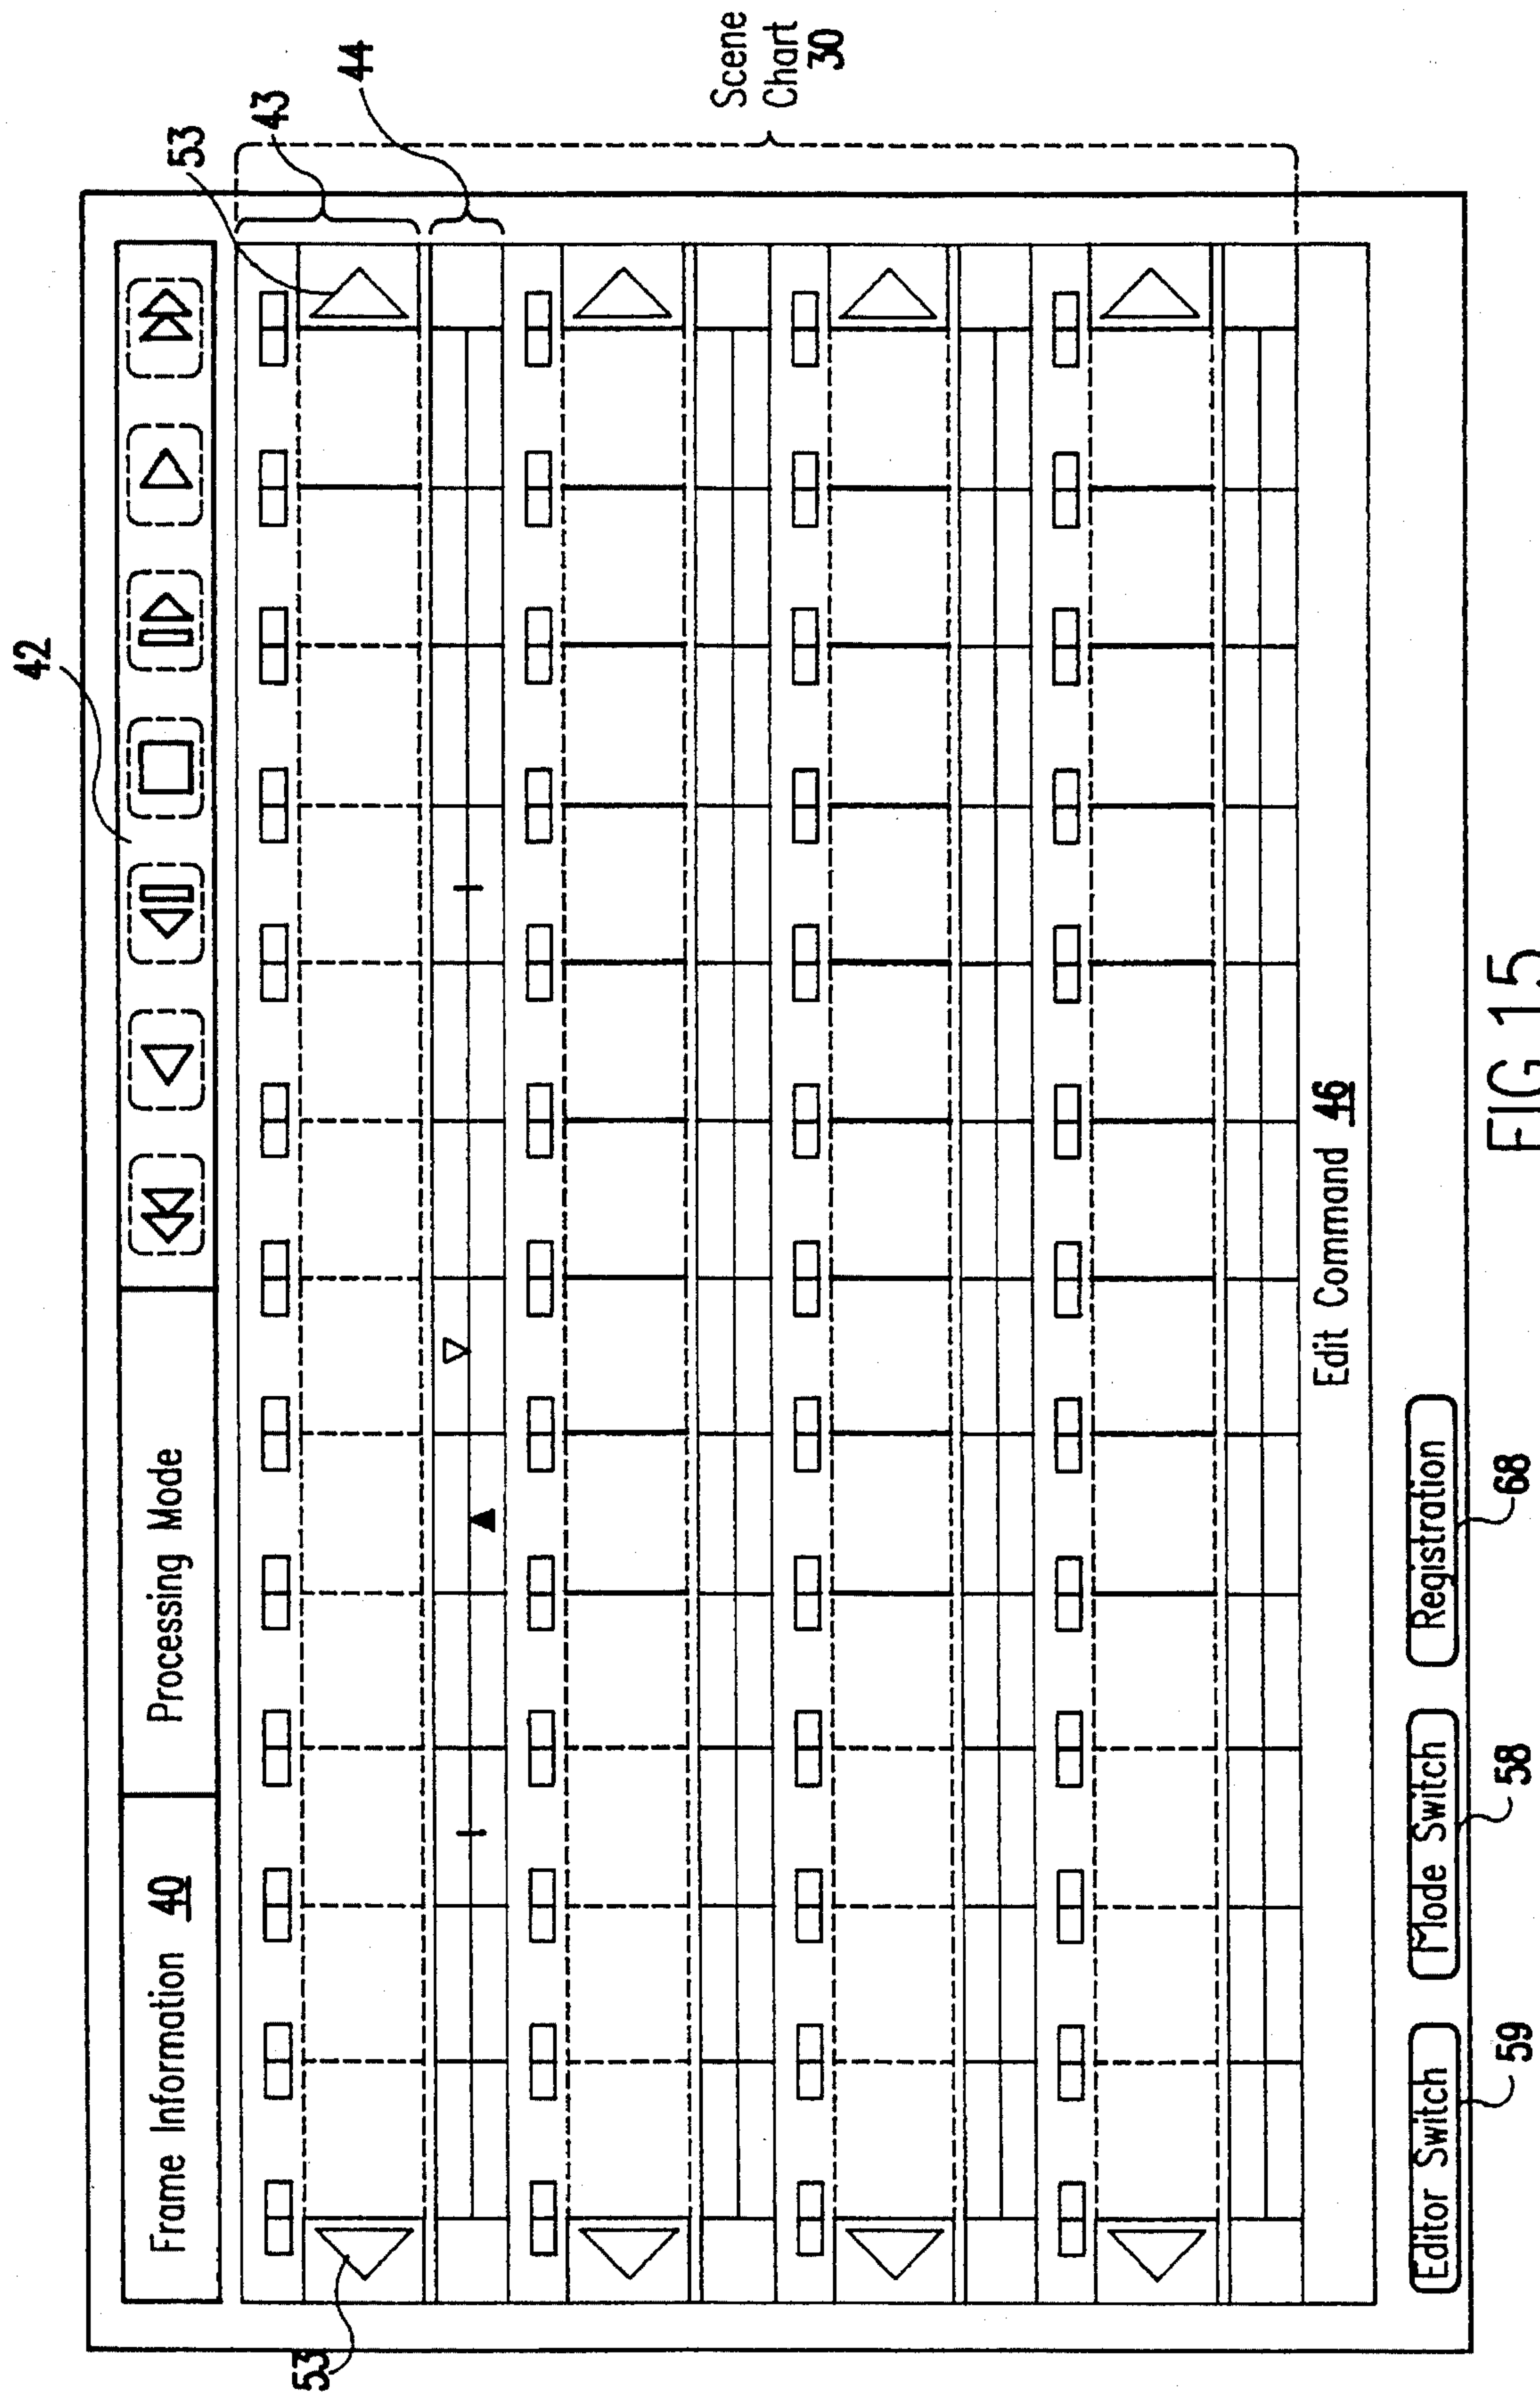 42
53
43
44
Frame Information 40
Processing Mode
Scene
Chart
30
53
Edit Command 46
Editor Switch
Mode Switch
Registration
59
58
68
FIG.15